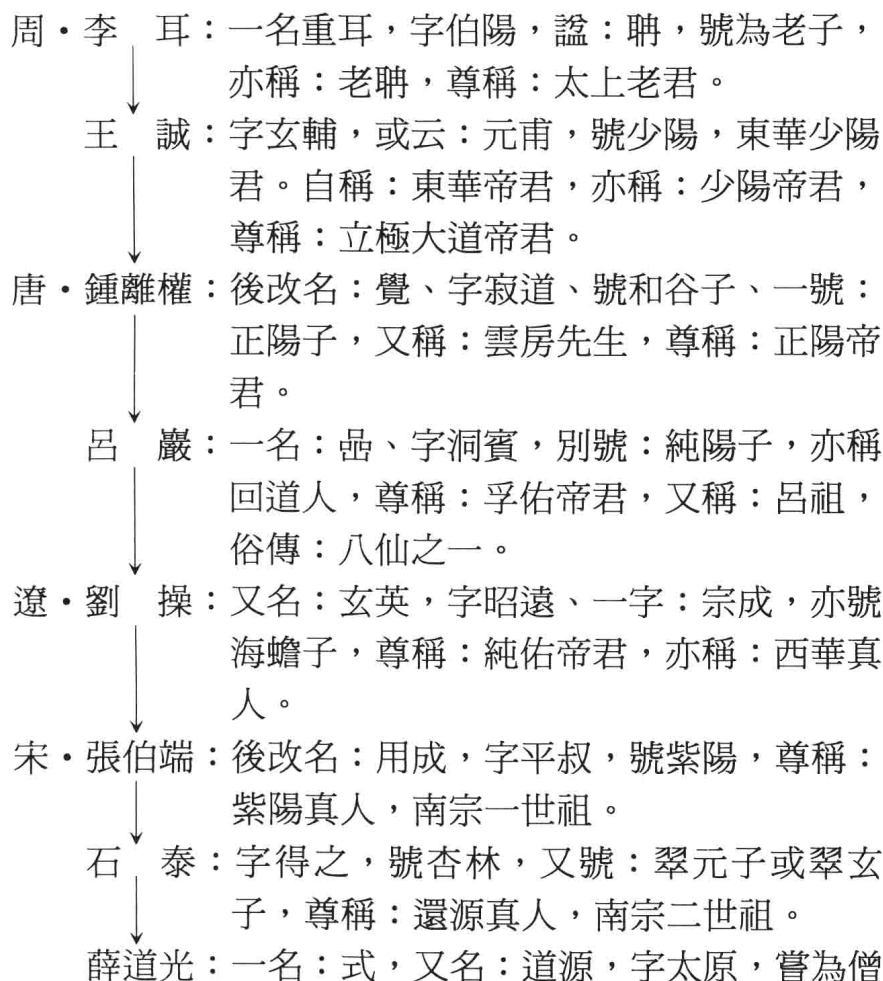 周·李　耳：一名重耳，字伯陽，諡：聃，號為老子，
亦稱：老聃，尊稱：太上老君。
王　誠：字玄輔，或云：元甫，號少陽，東華少陽
君。自稱：東華帝君，亦稱：少陽帝君，
尊稱：立極大道帝君。
唐·鍾離權：後改名：覺、字寂道、號和谷子、一號：
正陽子，又稱：雲房先生，尊稱：正陽帝
君。
呂　巖：一名：喦、字洞賓，別號：純陽子，亦稱
回道人，尊稱：孚佑帝君，又稱：呂祖，
俗傳：八仙之一。
遼·劉　操：又名：玄英，字昭遠、一字：宗成，亦號
海蟾子，尊稱：純佑帝君，亦稱：西華真
人。
宋·張伯端：後改名：用成，字平叔，號紫陽，尊稱：
紫陽真人，南宗一世祖。
石　泰：字得之，號杏林，又號：翠元子或翠玄
子，尊稱：還源真人，南宗二世祖。
薛道光：一名：式，又名：道源，字太原，嘗為僧